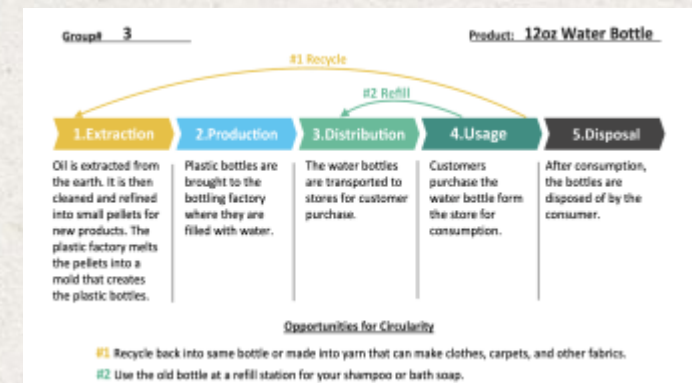 Group# 3
Product: 12oz Water Bottle
#1 Recycle
#2 Refill
1.Extraction
2.Production
3.Distribution
4.Usage
5.Disposal
Oil is extracted from
the earth. It is then
cleaned and refined
into small pellets for
new products. The
plastic factory melts
the pellets into a
mold that creates
the plastic bottles.
Plastic bottles are
brought to the
bottling factory
where they are
filled with water.
The water bottles
are transported to
stores for customer
purchase.
Customers
purchase the
water bottle form
the store for
consumption.
After consumption,
the bottles are
disposed of by the
consumer.
Opportunities for Circularity
#1 Recycle back into same bottle or made into yarn that can make clothes, carpets, and other fabrics.
#2 Use the old bottle at a refill station for your shampoo or bath soap.